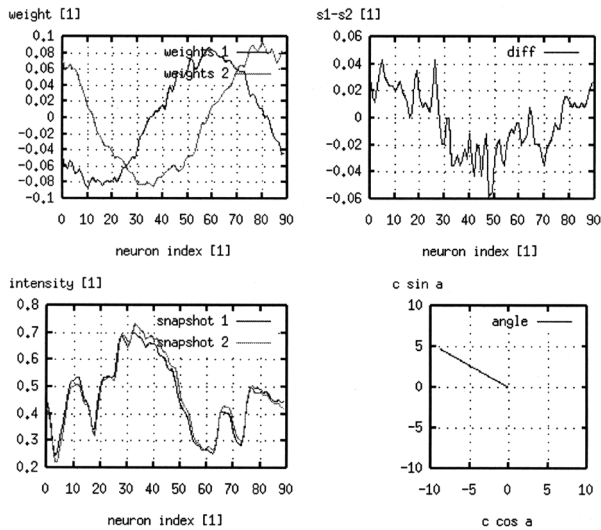 weight [1]
0.1
0.08
0.06
0.04
0.02
0
-0.02
-0.04
-0.06
-0.08
-0.1
weights 1
weights 2
0 10 20 30 40 50 60 70 80 90
neuron index [1]
s1-s2 [1]
0.06
0.04
0.02
0
-0.02
-0.04
-0.06
diff
0 10 20 30 40 50 60 70 80 90
neuron index [1]
intensity [1]
0.8
0.7
0.6
0.5
0.4
0.3
0.2
snapshot 1
snapshot 2
0 10 20 30 40 50 60 70 80 90
neuron index [1]
c sin a
10
5
0
-5
-10
angle
-10 -5 0 5 10
c cos a